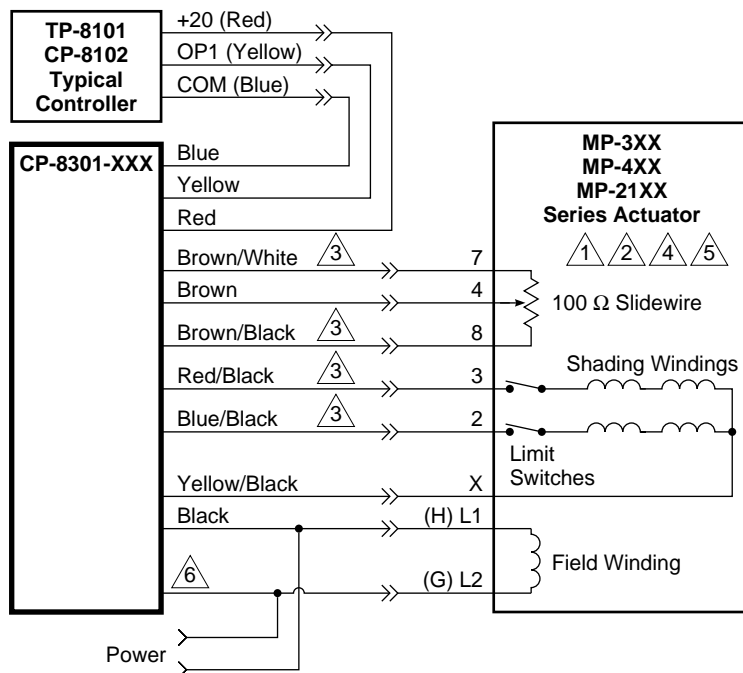 TP-8101
CP-8102
Typical
Controller
+20 (Red)
OP1 (Yellow)
COM (Blue)
CP-8301-XXX
Blue
Yellow
Red
Brown/White 3
Brown
Brown/Black 3
Red/Black 3
Blue/Black 3
Yellow/Black
Black
6
Power
7
4
8
3
2
X
(H) L1
(G) L2
MP-3XX
MP-4XX
MP-21XX
Series Actuator
1 2 4 5
100 Ω Slidewire
Shading Windings
Limit
Switches
Field Winding